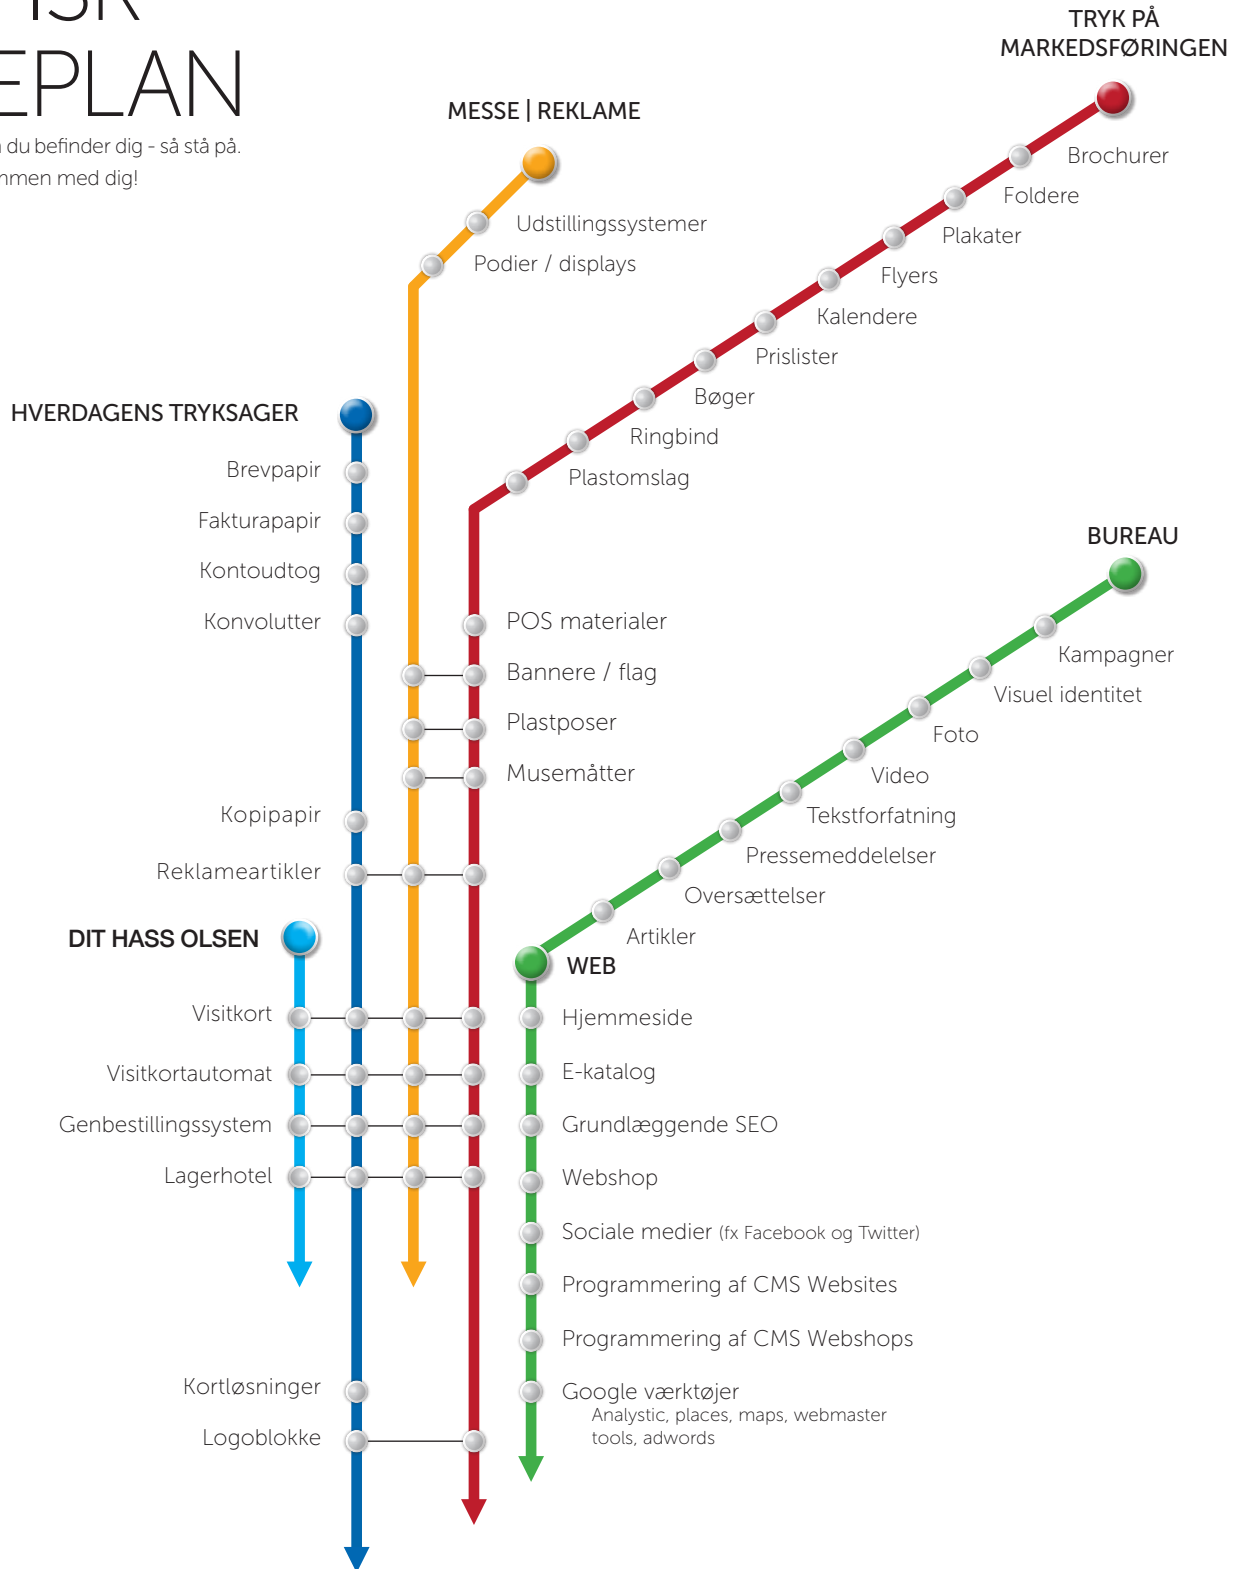 EPLAN
du befinder dig - så stå på.
mmen med dig!
TRYK PÅ
MARKEDSFØRINGEN
MESSE | REKLAME
Brochurer
Foldere
Plakater
Flyers
Kalendere
Prislister
Bøger
Ringbind
Plastomslag
Udstillingssystemer
Podier / displays
HVERDAGENS TRYKSAGER
Brevpapir
Fakturapapir
Kontoudtog
Konvolutter
POS materialer
Bannere / flag
Plastposer
Musemåtter
Kopipapir
Reklameartikler
BUREAU
Kampagner
Visuel identitet
Foto
Video
Tekstforfatning
Pressemeddelelser
Oversættelser
Artikler
DIT HASS OLSEN
Visitkort
Visitkortautomat
Genbestillingssystem
Lagerhotel
WEB
Hjemmeside
E-katalog
Grundlæggende SEO
Webshop
Sociale medier (fx Facebook og Twitter)
Programmering af CMS Websites
Programmering af CMS Webshops
Google værktøjer
Analystic, places, maps, webmaster
tools, adwords
Kortløsninger
Logoblokke